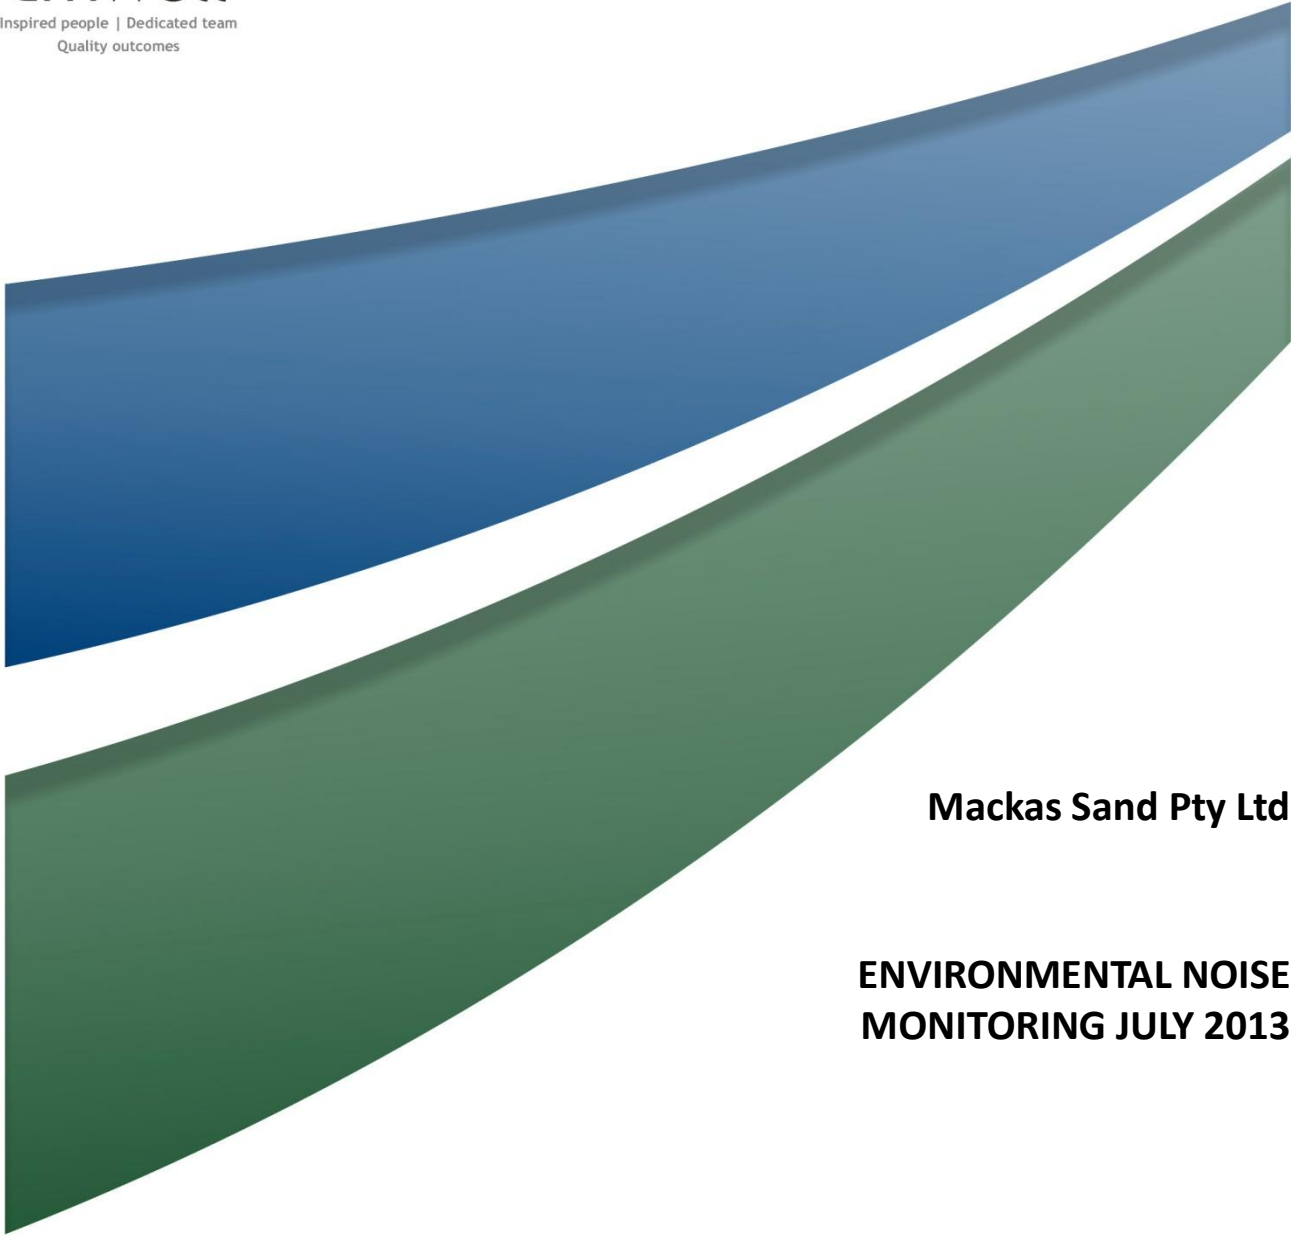 Inspired people | Dedicated team
Quality outcomes
Mackas Sand Pty Ltd
ENVIRONMENTAL NOISE
MONITORING JULY 2013